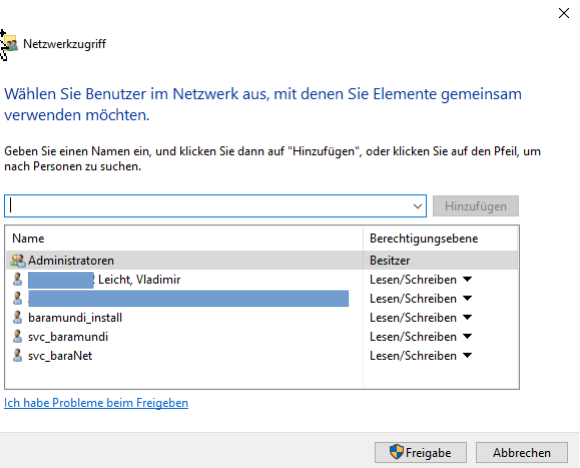 Netzwerkzugriff
Wählen Sie Benutzer im Netzwerk aus, mit denen Sie Elemente gemeinsam
verwenden möchten.
Geben Sie einen Namen ein, und klicken Sie dann auf "Hinzufügen", oder klicken Sie auf den Pfeil, um
nach Personen zu suchen.
Hinzufügen
Name Berechtigungsebene
Administratoren Besitzer
Leicht, Vladimir Lesen/Schreiben
Lesen/Schreiben
baramundi_install Lesen/Schreiben
svc_baramundi Lesen/Schreiben
svc_baraNet Lesen/Schreiben
Ich habe Probleme beim Freigeben
Freigabe Abbrechen